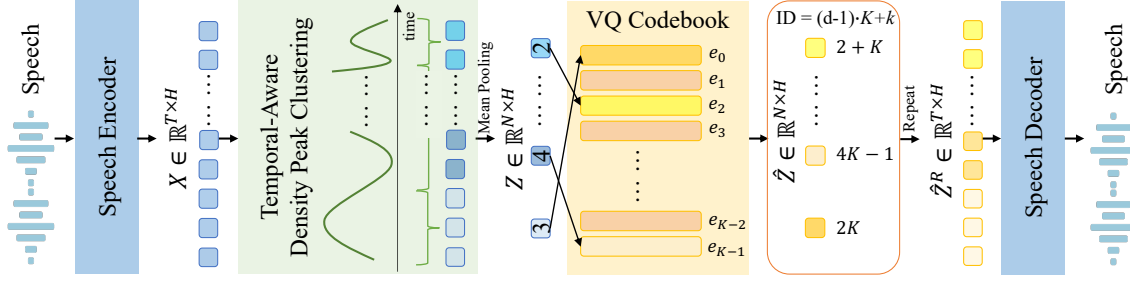 Speech
Speech Encoder
X ∈ ℝ^{T×H}
Temporal-Aware
Density Peak Clustering
time
Mean Pooling
Z ∈ ℝ^{N×H}
2
4
3
VQ Codebook
e_0
e_1
e_2
e_3
e_{K−2}
e_{K−1}
Ẑ ∈ ℝ^{N×H}
ID = (d-1)·K+k
2 + K
4K − 1
2K
Repeat
Ẑ^R ∈ ℝ^{T×H}
Speech Decoder
Speech